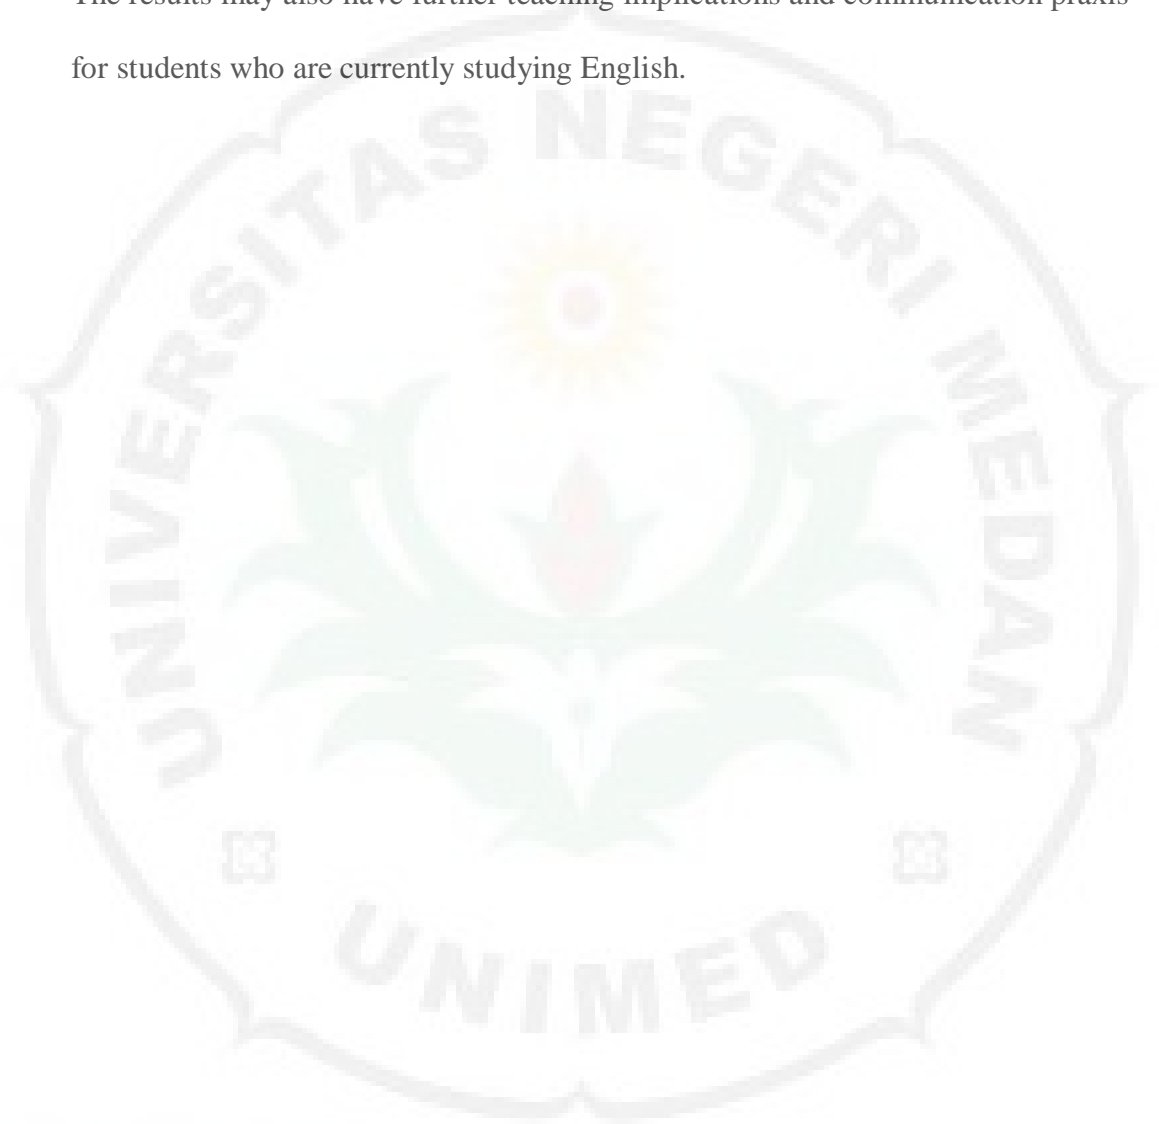 The results may also have further teaching implications and communication praxis
for students who are currently studying English.
UNIVERSITAS NEGERI MEDAN
UNIMED